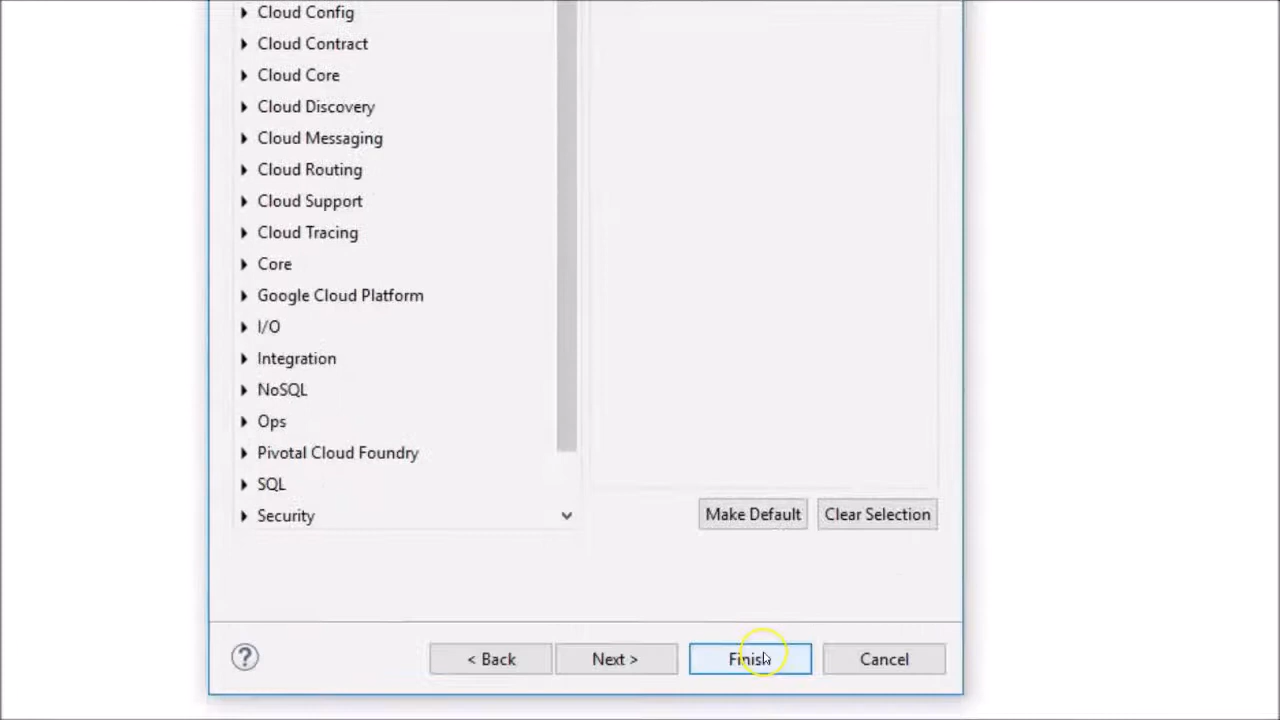 Cloud Config
Cloud Contract
Cloud Core
Cloud Discovery
Cloud Messaging
Cloud Routing
Cloud Support
Cloud Tracing
Core
Google Cloud Platform
I/O
Integration
NoSQL
Ops
Pivotal Cloud Foundry
SQL
Security
Make Default
Clear Selection
?
< Back
Next >
Finish
Cancel